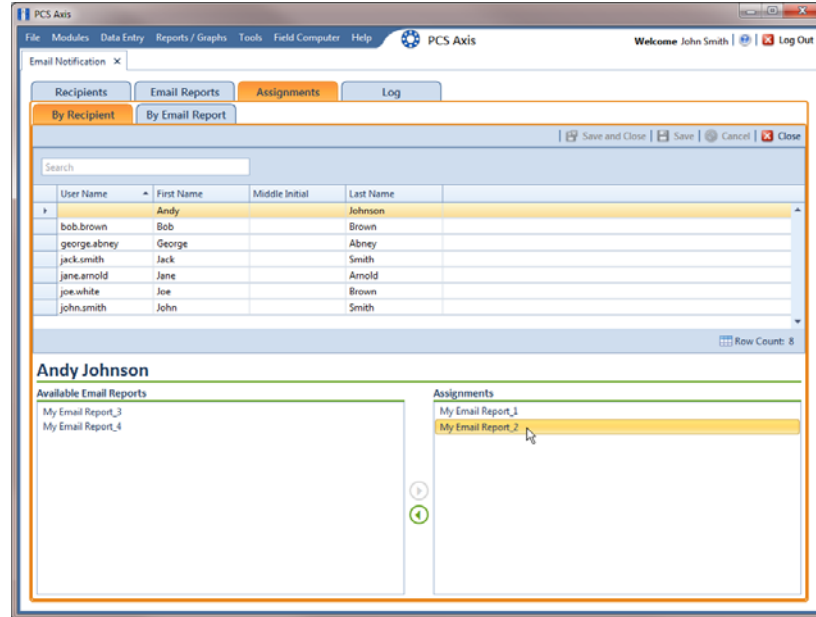 PCS Axis
File Modules Data Entry Reports / Graphs Tools Field Computer Help PCS Axis Welcome John Smith | | Log Out
Email Notification X
Recipients Email Reports Assignments Log
By Recipient By Email Report
| Save and Close | Save | Cancel | Close
Search
User Name First Name Middle Initial Last Name
Andy Johnson
bob.brown Bob Brown
george.abney George Abney
jack.smith Jack Smith
jane.arnold Jane Arnold
joe.white Joe Brown
john.smith John Smith
Row Count: 8
Andy Johnson
Available Email Reports Assignments
My Email Report_3 My Email Report_1
My Email Report_4 My Email Report_2